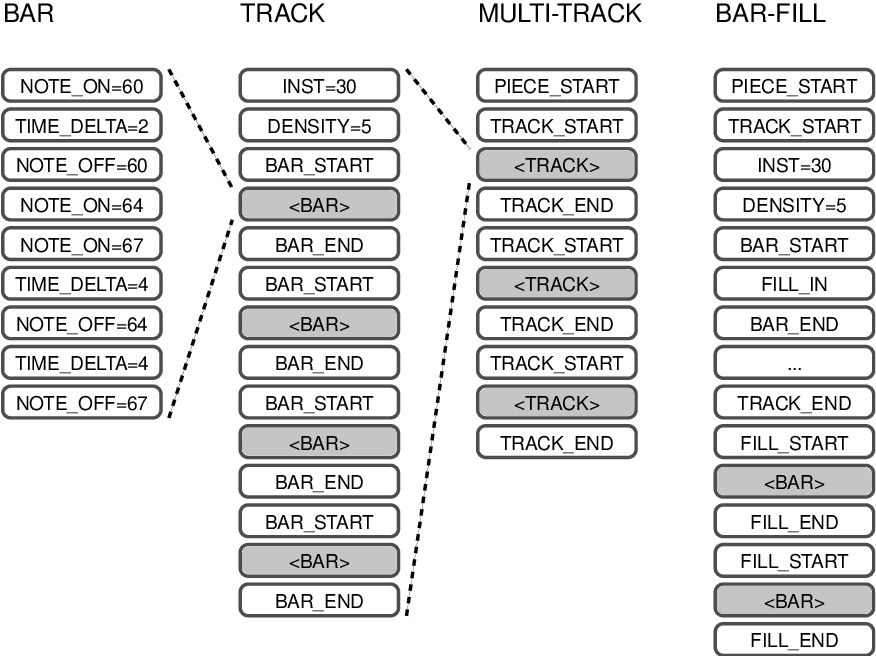 BAR
NOTE_ON=60
TIME_DELTA=2
NOTE_OFF=60
NOTE_ON=64
NOTE_ON=67
TIME_DELTA=4
NOTE_OFF=64
TIME_DELTA=4
NOTE_OFF=67
TRACK
INST=30
DENSITY=5
BAR_START
<BAR>
BAR_END
BAR_START
<BAR>
BAR_END
BAR_START
<BAR>
BAR_END
BAR_START
<BAR>
BAR_END
MULTI-TRACK
PIECE_START
TRACK_START
<TRACK>
TRACK_END
TRACK_START
<TRACK>
TRACK_END
TRACK_START
<TRACK>
TRACK_END
BAR-FILL
PIECE_START
TRACK_START
INST=30
DENSITY=5
BAR_START
FILL_IN
BAR_END
...
TRACK_END
FILL_START
<BAR>
FILL_END
FILL_START
<BAR>
FILL_END